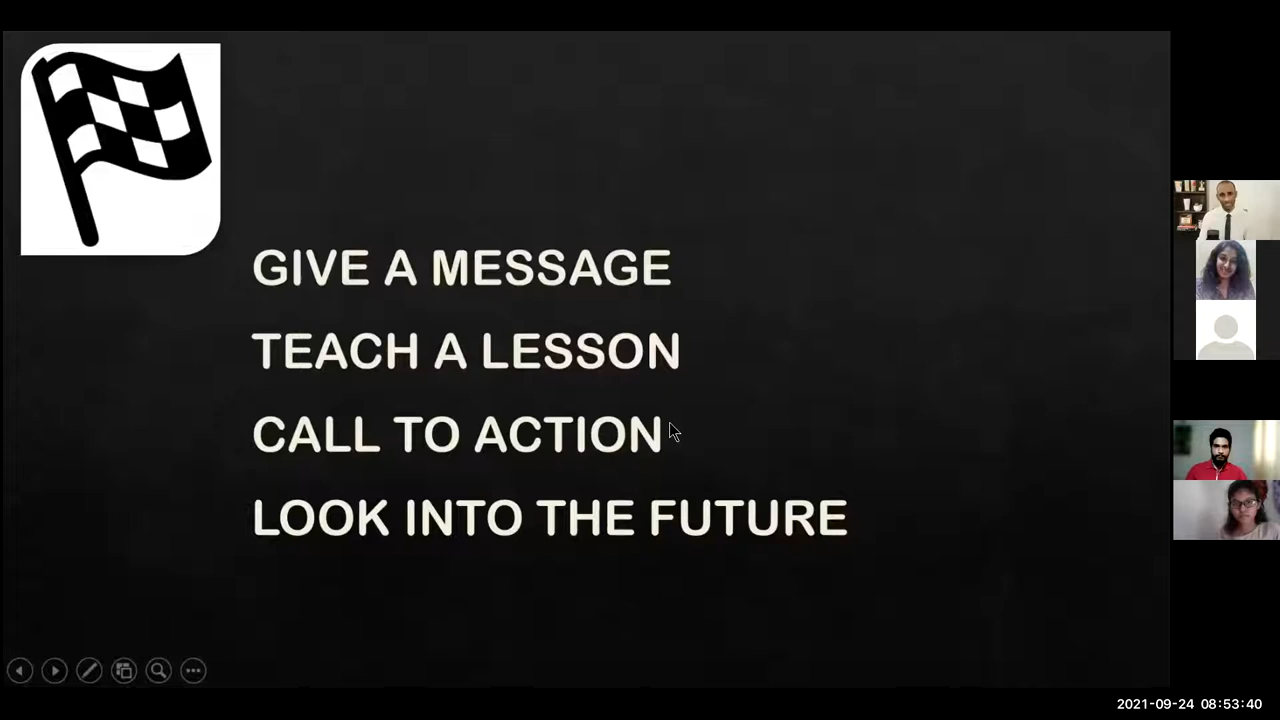 GIVE A MESSAGE
TEACH A LESSON
CALL TO ACTION
LOOK INTO THE FUTURE
2021-09-24 08:53:40